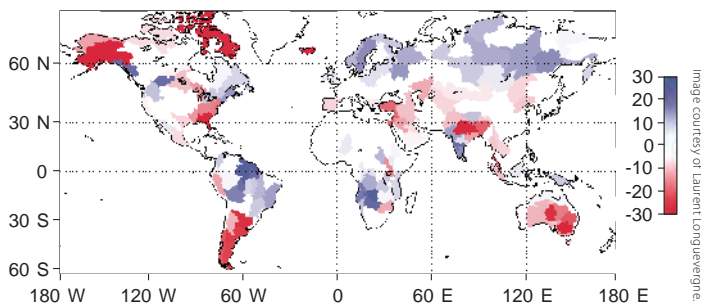 60 N
30 N
0
30 S
60 S
180 W
120 W
60 W
0
60 E
120 E
180 E
30
20
10
0
-10
-20
-30
Image courtesy of Laurent Longuevergne.